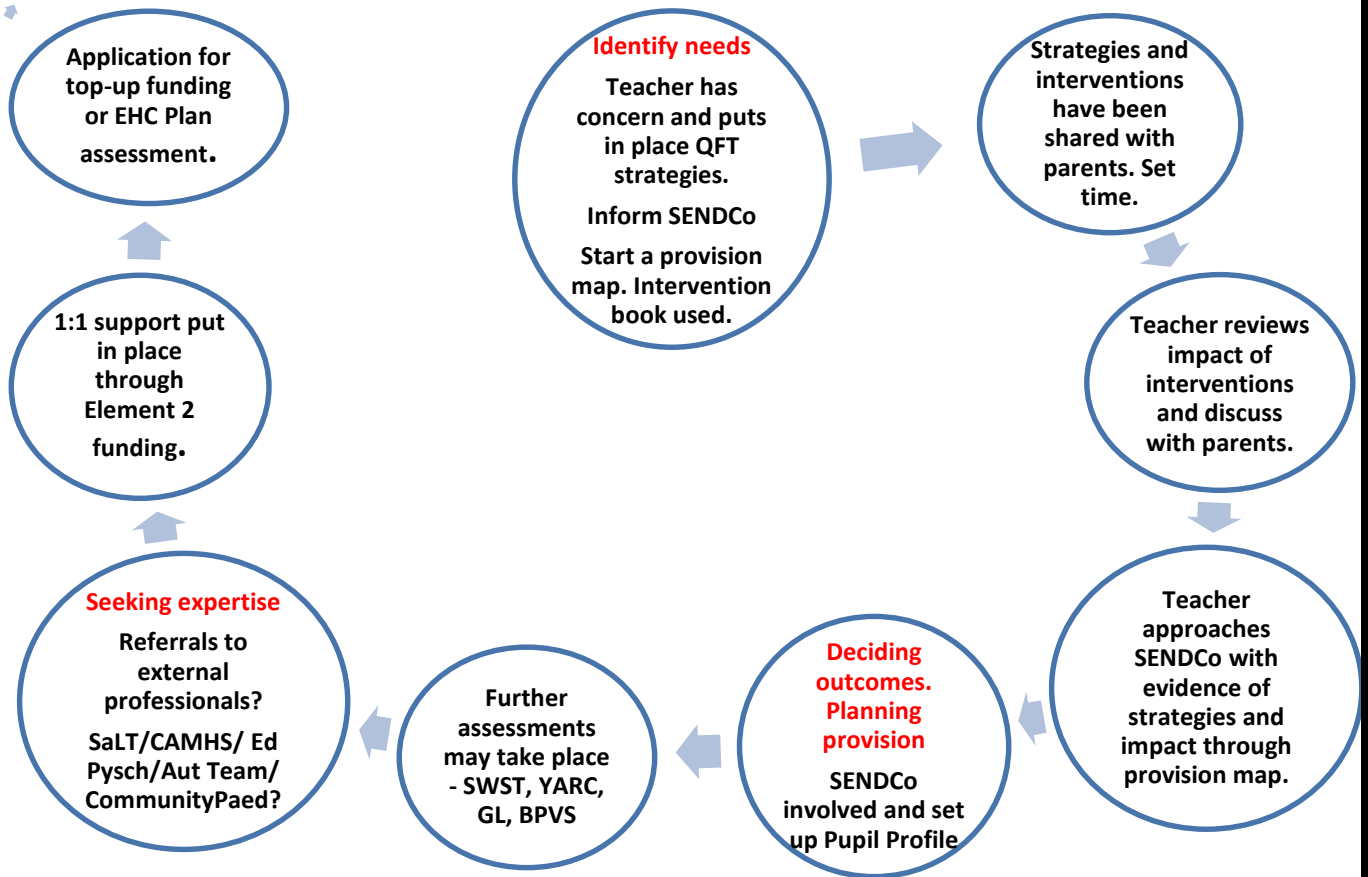 Identify needs
Teacher has
concern and puts
in place QFT
strategies.
Inform SENDCo
Start a provision
map. Intervention
book used.
Strategies and
interventions
have been
shared with
parents. Set
time.
Teacher reviews
impact of
interventions
and discuss
with parents.
Teacher
approaches
SENDCo with
evidence of
strategies and
impact through
provision map.
Deciding
outcomes.
Planning
provision
SENDCo
involved and set
up Pupil Profile
Further
assessments
may take place
- SWST, YARC,
GL, BPVS
Seeking expertise
Referrals to
external
professionals?
SaLT/CAMHS/ Ed
Pysch/Aut Team/
CommunityPaed?
1:1 support put
in place
through
Element 2
funding.
Application for
top-up funding
or EHC Plan
assessment.